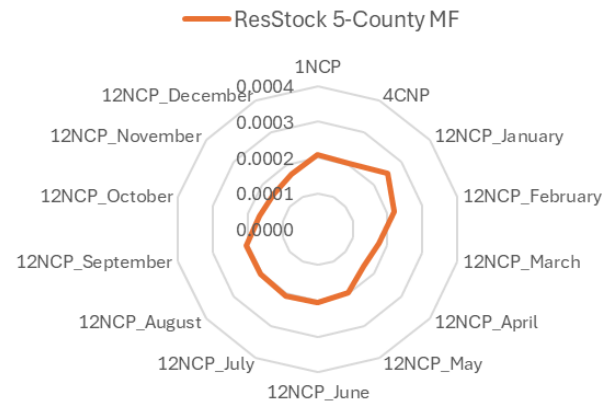 ResStock 5-County MF
1NCP
4CNP
12NCP_January
12NCP_February
12NCP_March
12NCP_April
12NCP_May
12NCP_June
12NCP_July
12NCP_August
12NCP_September
12NCP_October
12NCP_November
12NCP_December
0.0004
0.0003
0.0002
0.0001
0.0000